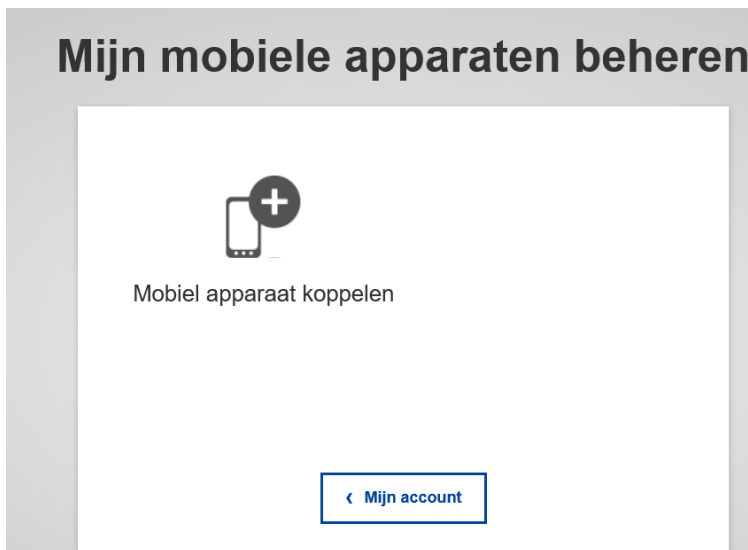 Mijn mobiele apparaten beheren
Mobiel apparaat koppelen
‹ Mijn account